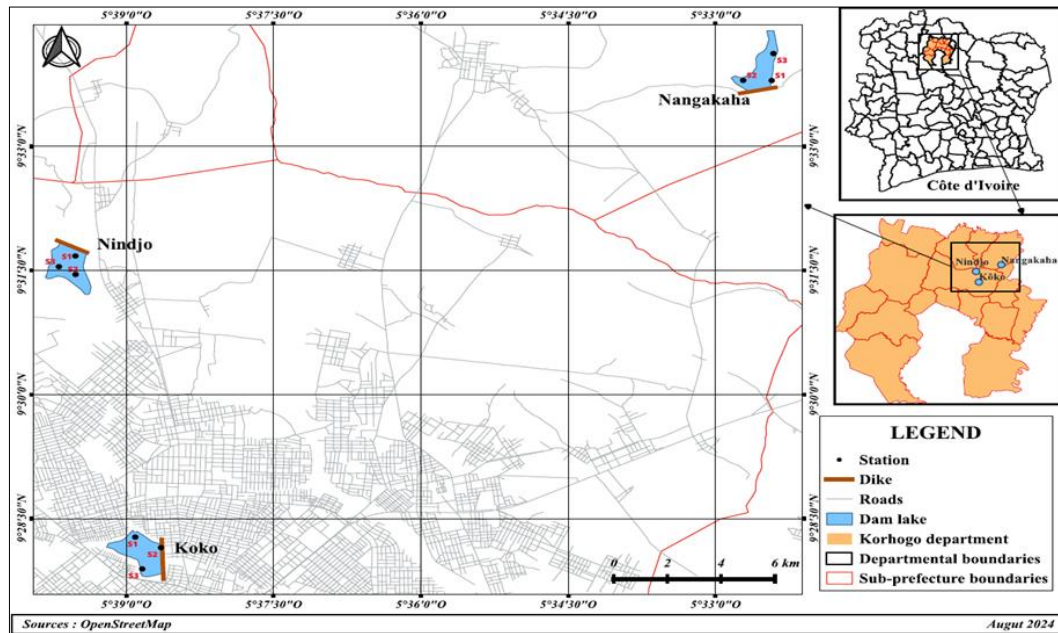 5°39'0"W 5°37'30"W 5°36'0"W 5°34'30"W 5°33'0"W
9°33'0"N
9°31'30"N
9°30'0"N
9°28'30"N
S3
S2 S1
Nangakaha
9°33'0"N
9°31'30"N
9°30'0"N
9°28'30"N
Nindjo
S1
S3
S2
S1
S2
S3
Koko
0 2 4 6 km
5°39'0"W 5°37'30"W 5°36'0"W 5°34'30"W 5°33'0"W
Côte d'Ivoire
Nindjo
Nangakaha
Kôkô
LEGEND
Station
Dike
Roads
Dam lake
Korhogo department
Departmental boundaries
Sub-prefecture boundaries
Sources : OpenStreetMap
Augut 2024